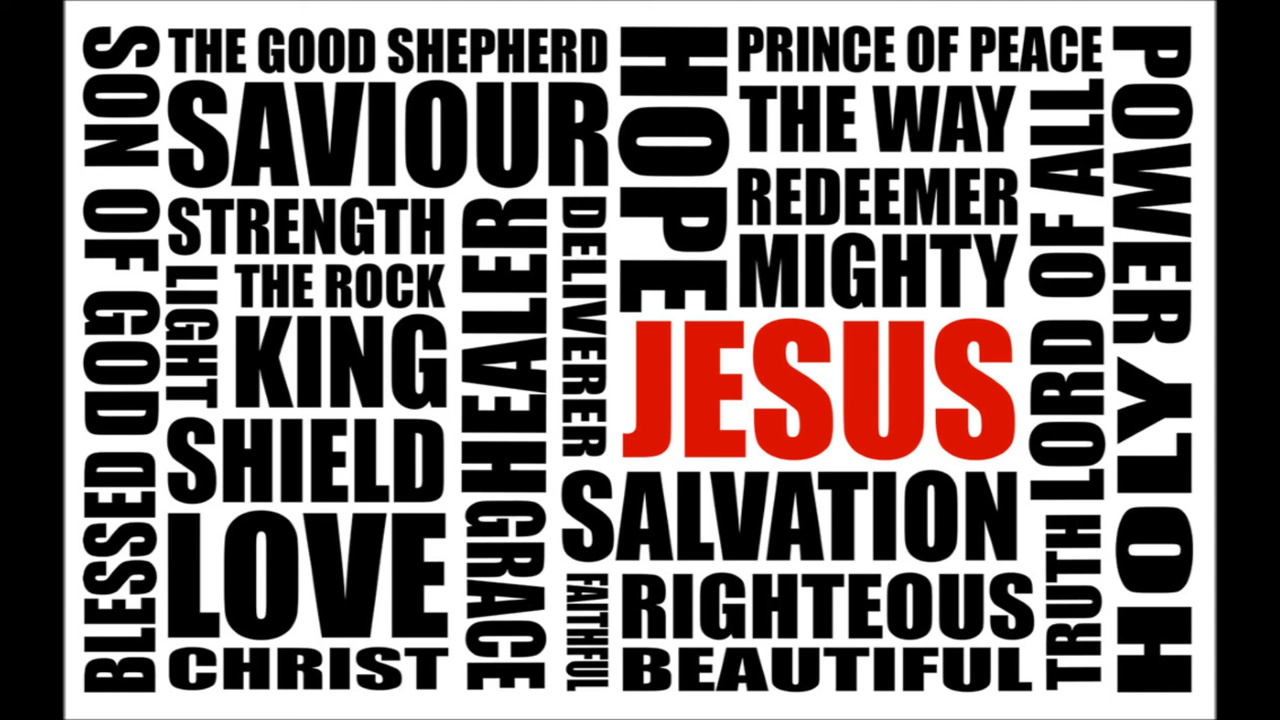 SON OF GOD
BLESSED
THE GOOD SHEPHERD
SAVIOUR
STRENGTH
LIGHT
THE ROCK
KING
SHIELD
LOVE
CHRIST
HEALER
GRACE
DELIVERER
FAITHFUL
HOPE
PRINCE OF PEACE
THE WAY
REDEEMER
MIGHTY
JESUS
SALVATION
RIGHTEOUS
BEAUTIFUL
LORD OF ALL
TRUTH
POWER
HOLY